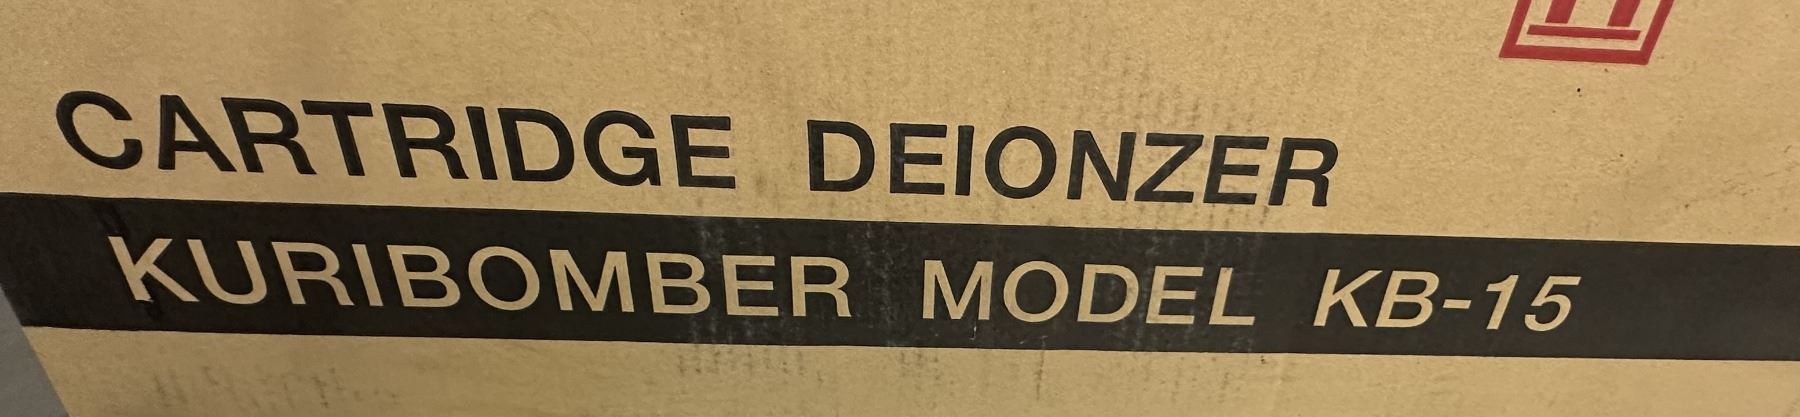 CARTRIDGE DEIONZER
KURIBOMBER MODEL KB-15